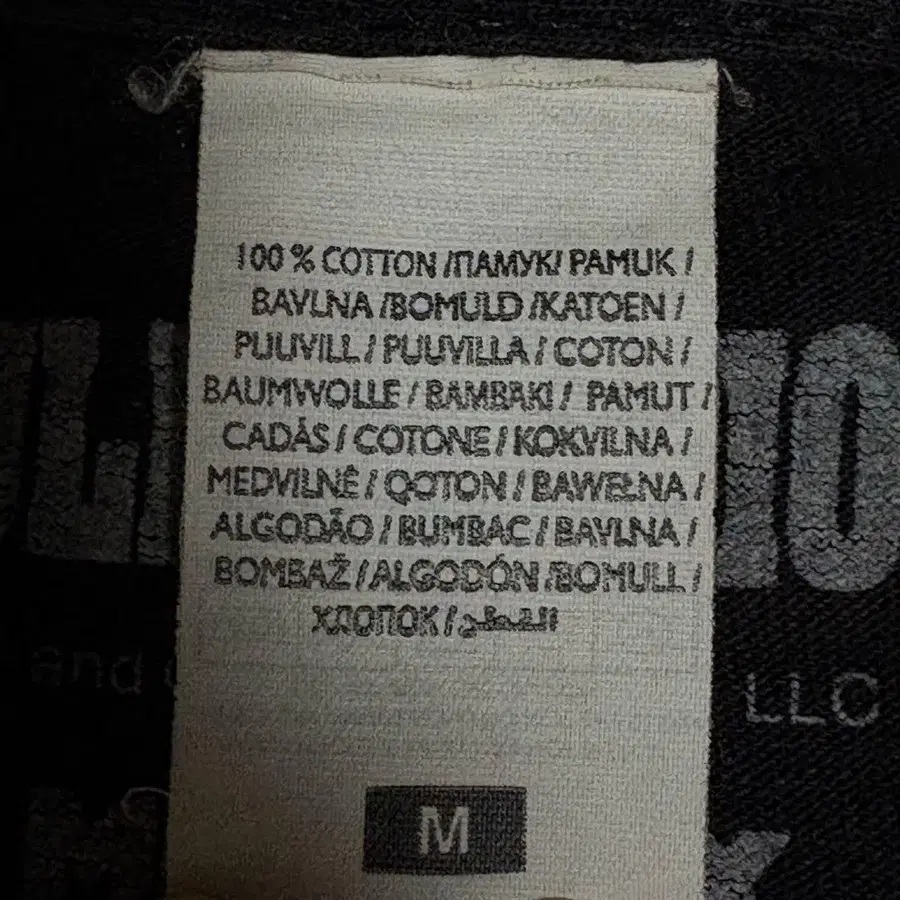 100 % COTTON /ПАМУК/ PAMUK /
BAVLNA /BOMULD /KATOEN /
PUUVILL / PUUVILLA / COTON /
BAUMWOLLE / BAMBAKI / PAMUT /
CADÁS / COTONE / KOKVILNA /
MEDVILNĖ / QOTON / BAWEŁNA /
ALGODÃO / BUMBAC / BAVLNA /
BOMBAŽ / ALGODÓN /BOMULL /
ХЛОПОК /
M
and
LLC